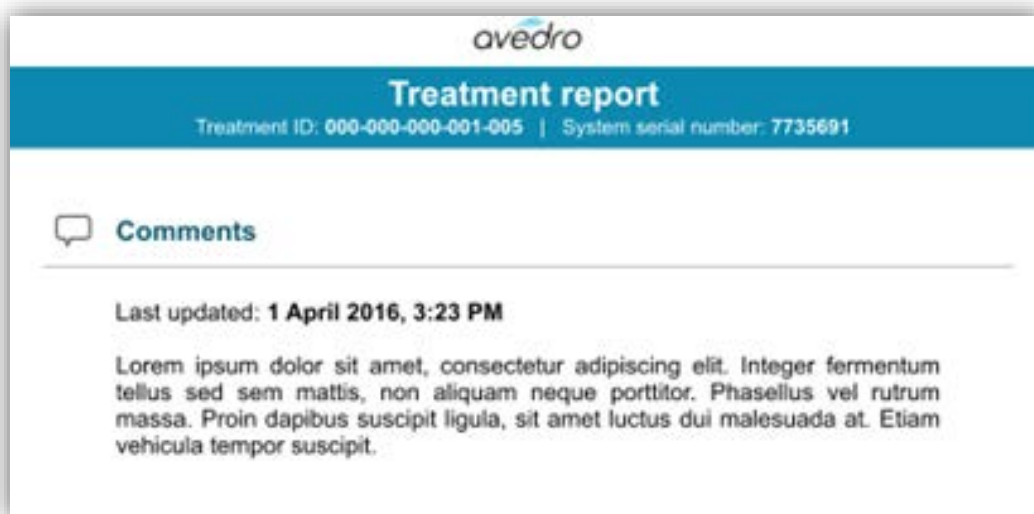 avedro
Treatment report
Treatment ID: 000-000-000-001-005 | System serial number: 7735691
Comments
Last updated: 1 April 2016, 3:23 PM
Lorem ipsum dolor sit amet, consectetur adipiscing elit. Integer fermentum
tellus sed sem mattis, non aliquam neque porttitor. Phasellus vel rutrum
massa. Proin dapibus suscipit ligula, sit amet luctus dui malesuada at. Etiam
vehicula tempor suscipit.